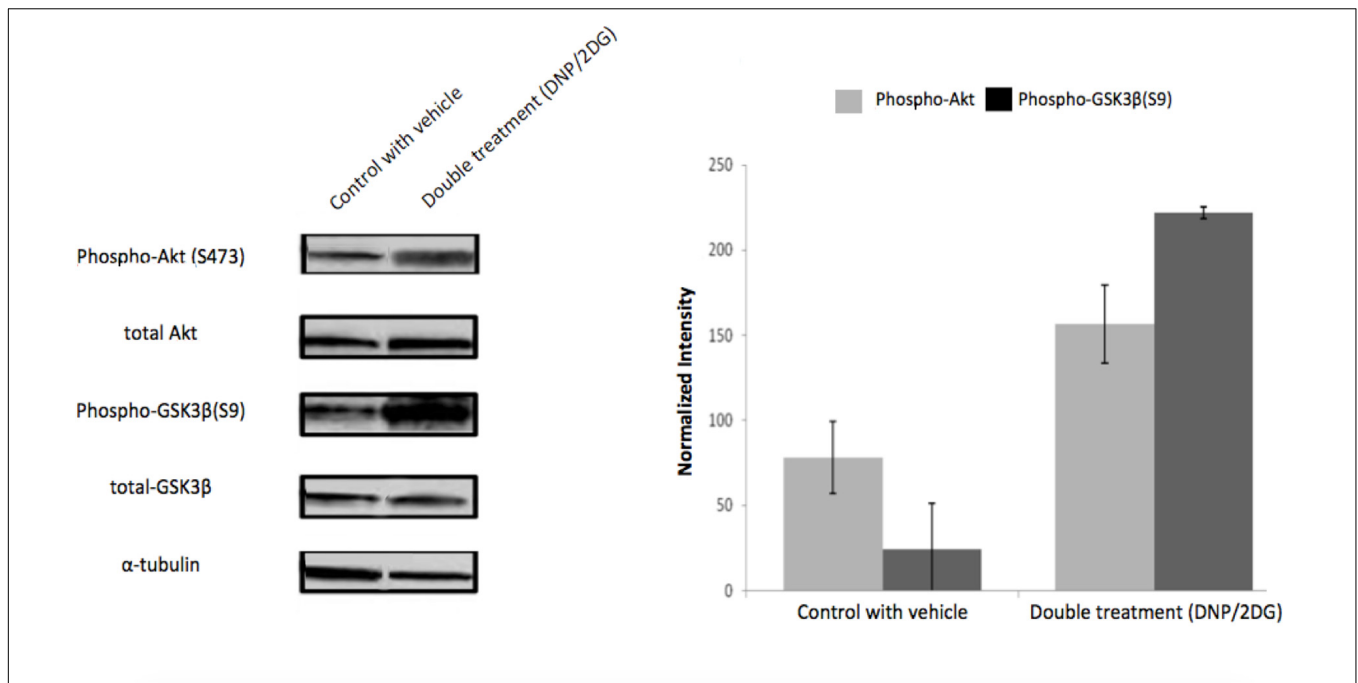 Control with vehicle
Double treatment (DNP/2DG)
Phospho-Akt (S473)
total Akt
Phospho-GSK3β(S9)
total-GSK3β
α-tubulin
Phospho-Akt Phospho-GSK3β(S9)
Normalized Intensity
250
200
150
100
50
0
Control with vehicle Double treatment (DNP/2DG)